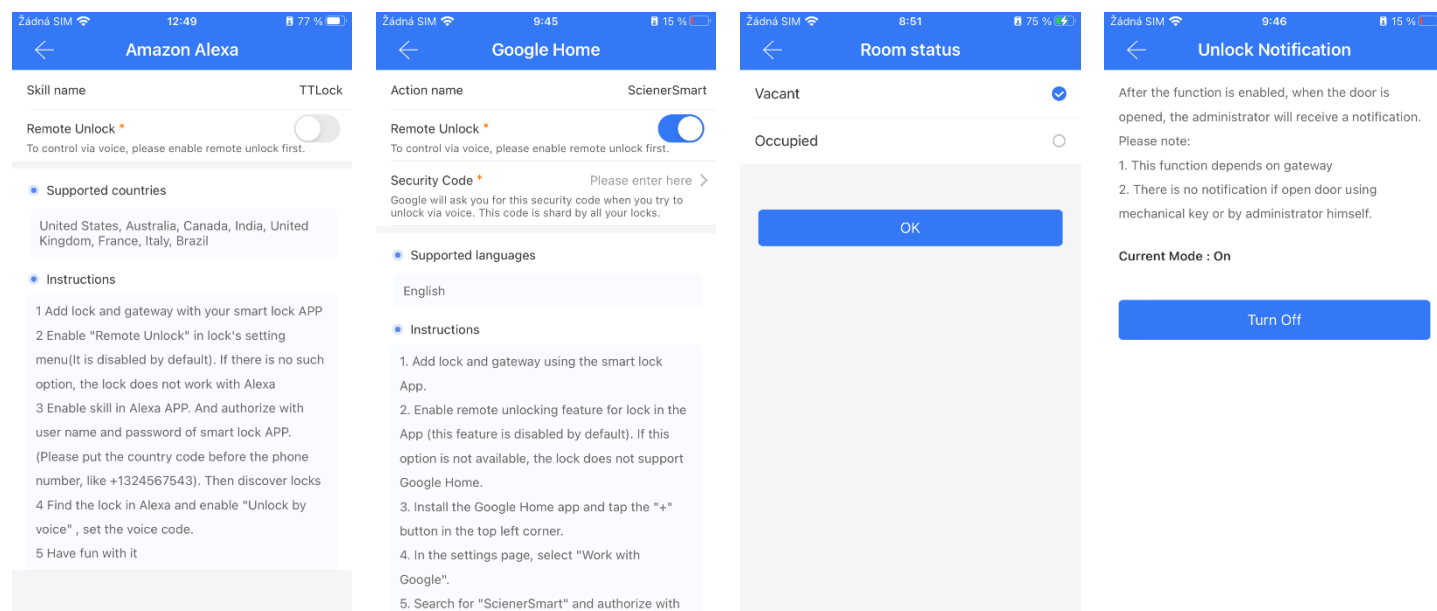 Žádná SIM 12:49 77 %
Amazon Alexa
Skill name TTLock
Remote Unlock *
To control via voice, please enable remote unlock first.
Supported countries
United States, Australia, Canada, India, United
Kingdom, France, Italy, Brazil
Instructions
1 Add lock and gateway with your smart lock APP
2 Enable "Remote Unlock" in lock's setting
menu(It is disabled by default). If there is no such
option, the lock does not work with Alexa
3 Enable skill in Alexa APP. And authorize with
user name and password of smart lock APP.
(Please put the country code before the phone
number, like +1324567543). Then discover locks
4 Find the lock in Alexa and enable "Unlock by
voice" , set the voice code.
5 Have fun with it
Žádná SIM 9:45 15 %
Google Home
Action name ScienerSmart
Remote Unlock *
To control via voice, please enable remote unlock first.
Security Code * Please enter here
Google will ask you for this security code when you try to
unlock via voice. This code is shard by all your locks.
Supported languages
English
Instructions
1. Add lock and gateway using the smart lock
App.
2. Enable remote unlocking feature for lock in the
App (this feature is disabled by default). If this
option is not available, the lock does not support
Google Home.
3. Install the Google Home app and tap the "+"
button in the top left corner.
4. In the settings page, select "Work with
Google".
5. Search for "ScienerSmart" and authorize with
Žádná SIM 8:51 75 %
Room status
Vacant
Occupied
OK
Žádná SIM 9:46 15 %
Unlock Notification
After the function is enabled, when the door is
opened, the administrator will receive a notification.
Please note:
1. This function depends on gateway
2. There is no notification if open door using
mechanical key or by administrator himself.
Current Mode : On
Turn Off